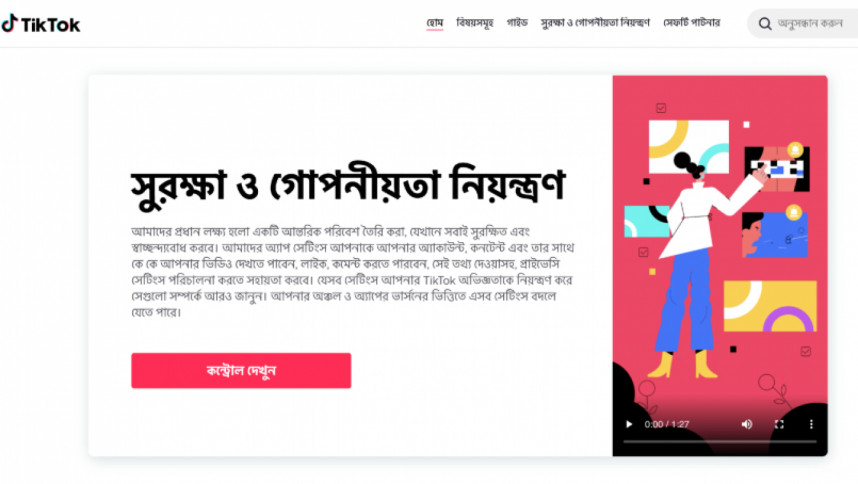 TikTok
হোম
বিষয়সমূহ
গাইড
সুরক্ষা ও গোপনীয়তা নিয়ন্ত্রণ
সেফটি পার্টনার
অনুসন্ধান করুন
সুরক্ষা ও গোপনীয়তা নিয়ন্ত্রণ
আমাদের প্রধান লক্ষ্য হলো একটি আন্তরিক পরিবেশ তৈরি করা, যেখানে সবাই সুরক্ষিত এবং
স্বাচ্ছন্দ্যবোধ করবে। আমাদের অ্যাপ সেটিংস আপনাকে আপনার অ্যাকাউন্ট, কনটেন্ট এবং তার সাথে
কে কে আপনার ভিডিও দেখতে পাবেন, লাইক, কমেন্ট করতে পারবেন, সেই তথ্য দেওয়াসহ, প্রাইভেসি
সেটিংস পরিচালনা করতে সহায়তা করবে। যেসব সেটিংস আপনার TikTok অভিজ্ঞতাকে নিয়ন্ত্রণ করে
সেগুলো সম্পর্কে আরও জানুন। আপনার অঞ্চল ও অ্যাপের ভার্সনের ভিত্তিতে এসব সেটিংস বদলে
যেতে পারে।
কন্ট্রোল দেখুন
0:00 / 1:27